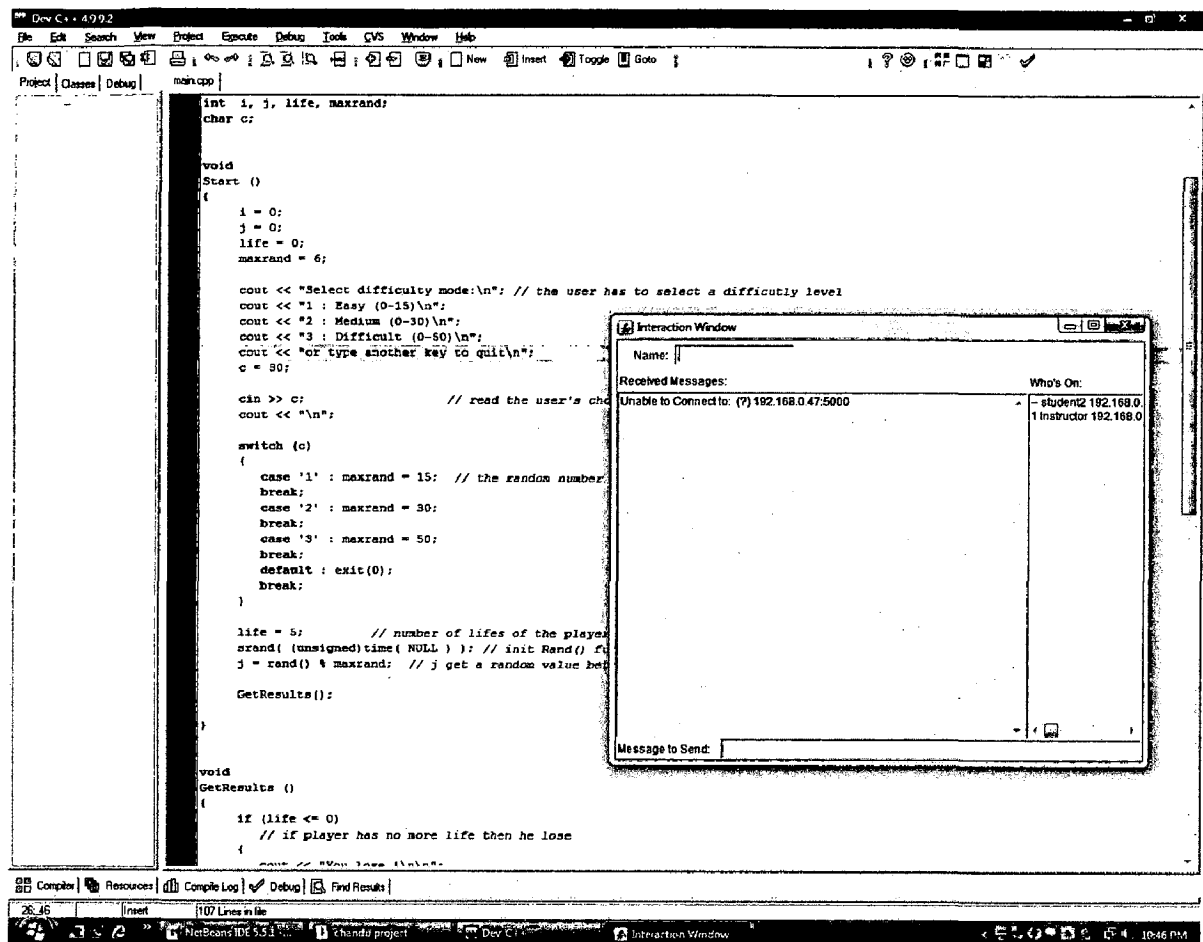 Dev C++ 4.9.9.2
File Edit Search View Project Execute Debug Tools CVS Window Help
New Insert Toggle Goto
Project Classes Debug main.cpp
int i, j, life, maxrand;
char c;
void
Start ()
{
i = 0;
j = 0;
life = 0;
maxrand = 6;
cout << "Select difficulty mode:\n"; // the user has to select a difficutly level
cout << "1 : Easy (0-15)\n";
cout << "2 : Medium (0-30)\n";
cout << "3 : Difficult (0-50)\n";
cout << "or type another key to quit\n";
c = 30;
cin >> c; // read the user's
cout << "\n";
switch (c)
{
case '1' : maxrand = 15; // the random number
break;
case '2' : maxrand = 30;
break;
case '3' : maxrand = 50;
break;
default : exit(0);
break;
}
life = 5; // number of lifes of the player
srand( (unsigned)time( NULL ) ); // init Rand()
j = rand() % maxrand; // j get a random value
GetResults();
}
void
GetResults ()
{
if (life <= 0)
// if player has no more life then he lose
{
cout << "You lose !\n\n";
Interaction Window
Name:
Received Messages: Who's On:
Unable to Connect to: (?) 192.168.0.47:5000
– student2 192.168.0.
1 Instructor 192.168.0
Message to Send:
Compiler Resources Compile Log Debug Find Results
26: 46 Insert 107 Lines in file
NetBeans IDE 5.5.1 chandu project Dev C++ Interaction Window 10:46 PM